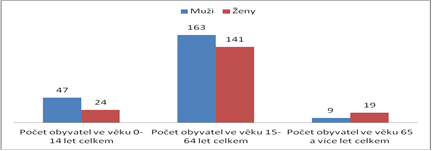 Muži Ženy
163
141
47
24
9
19
Počet obyvatel ve věku 0-
14 let celkem
Počet obyvatel ve věku 15-
64 let celkem
Počet obyvatel ve věku 65
a více let celkem